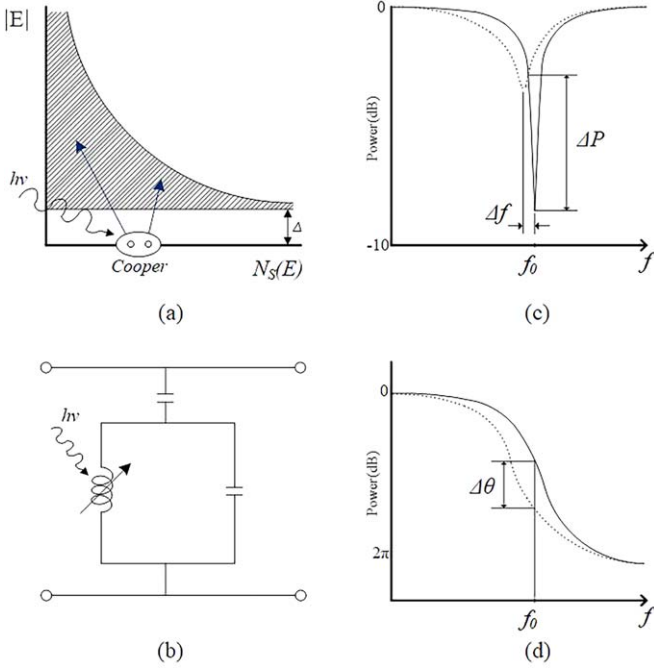 |E|
hν
Δ
Cooper
N_S(E)
(a)
0
Power(dB)
ΔP
Δf
-10
f₀
f
(c)
hν
(b)
0
Power(dB)
Δθ
2π
f₀
f
(d)